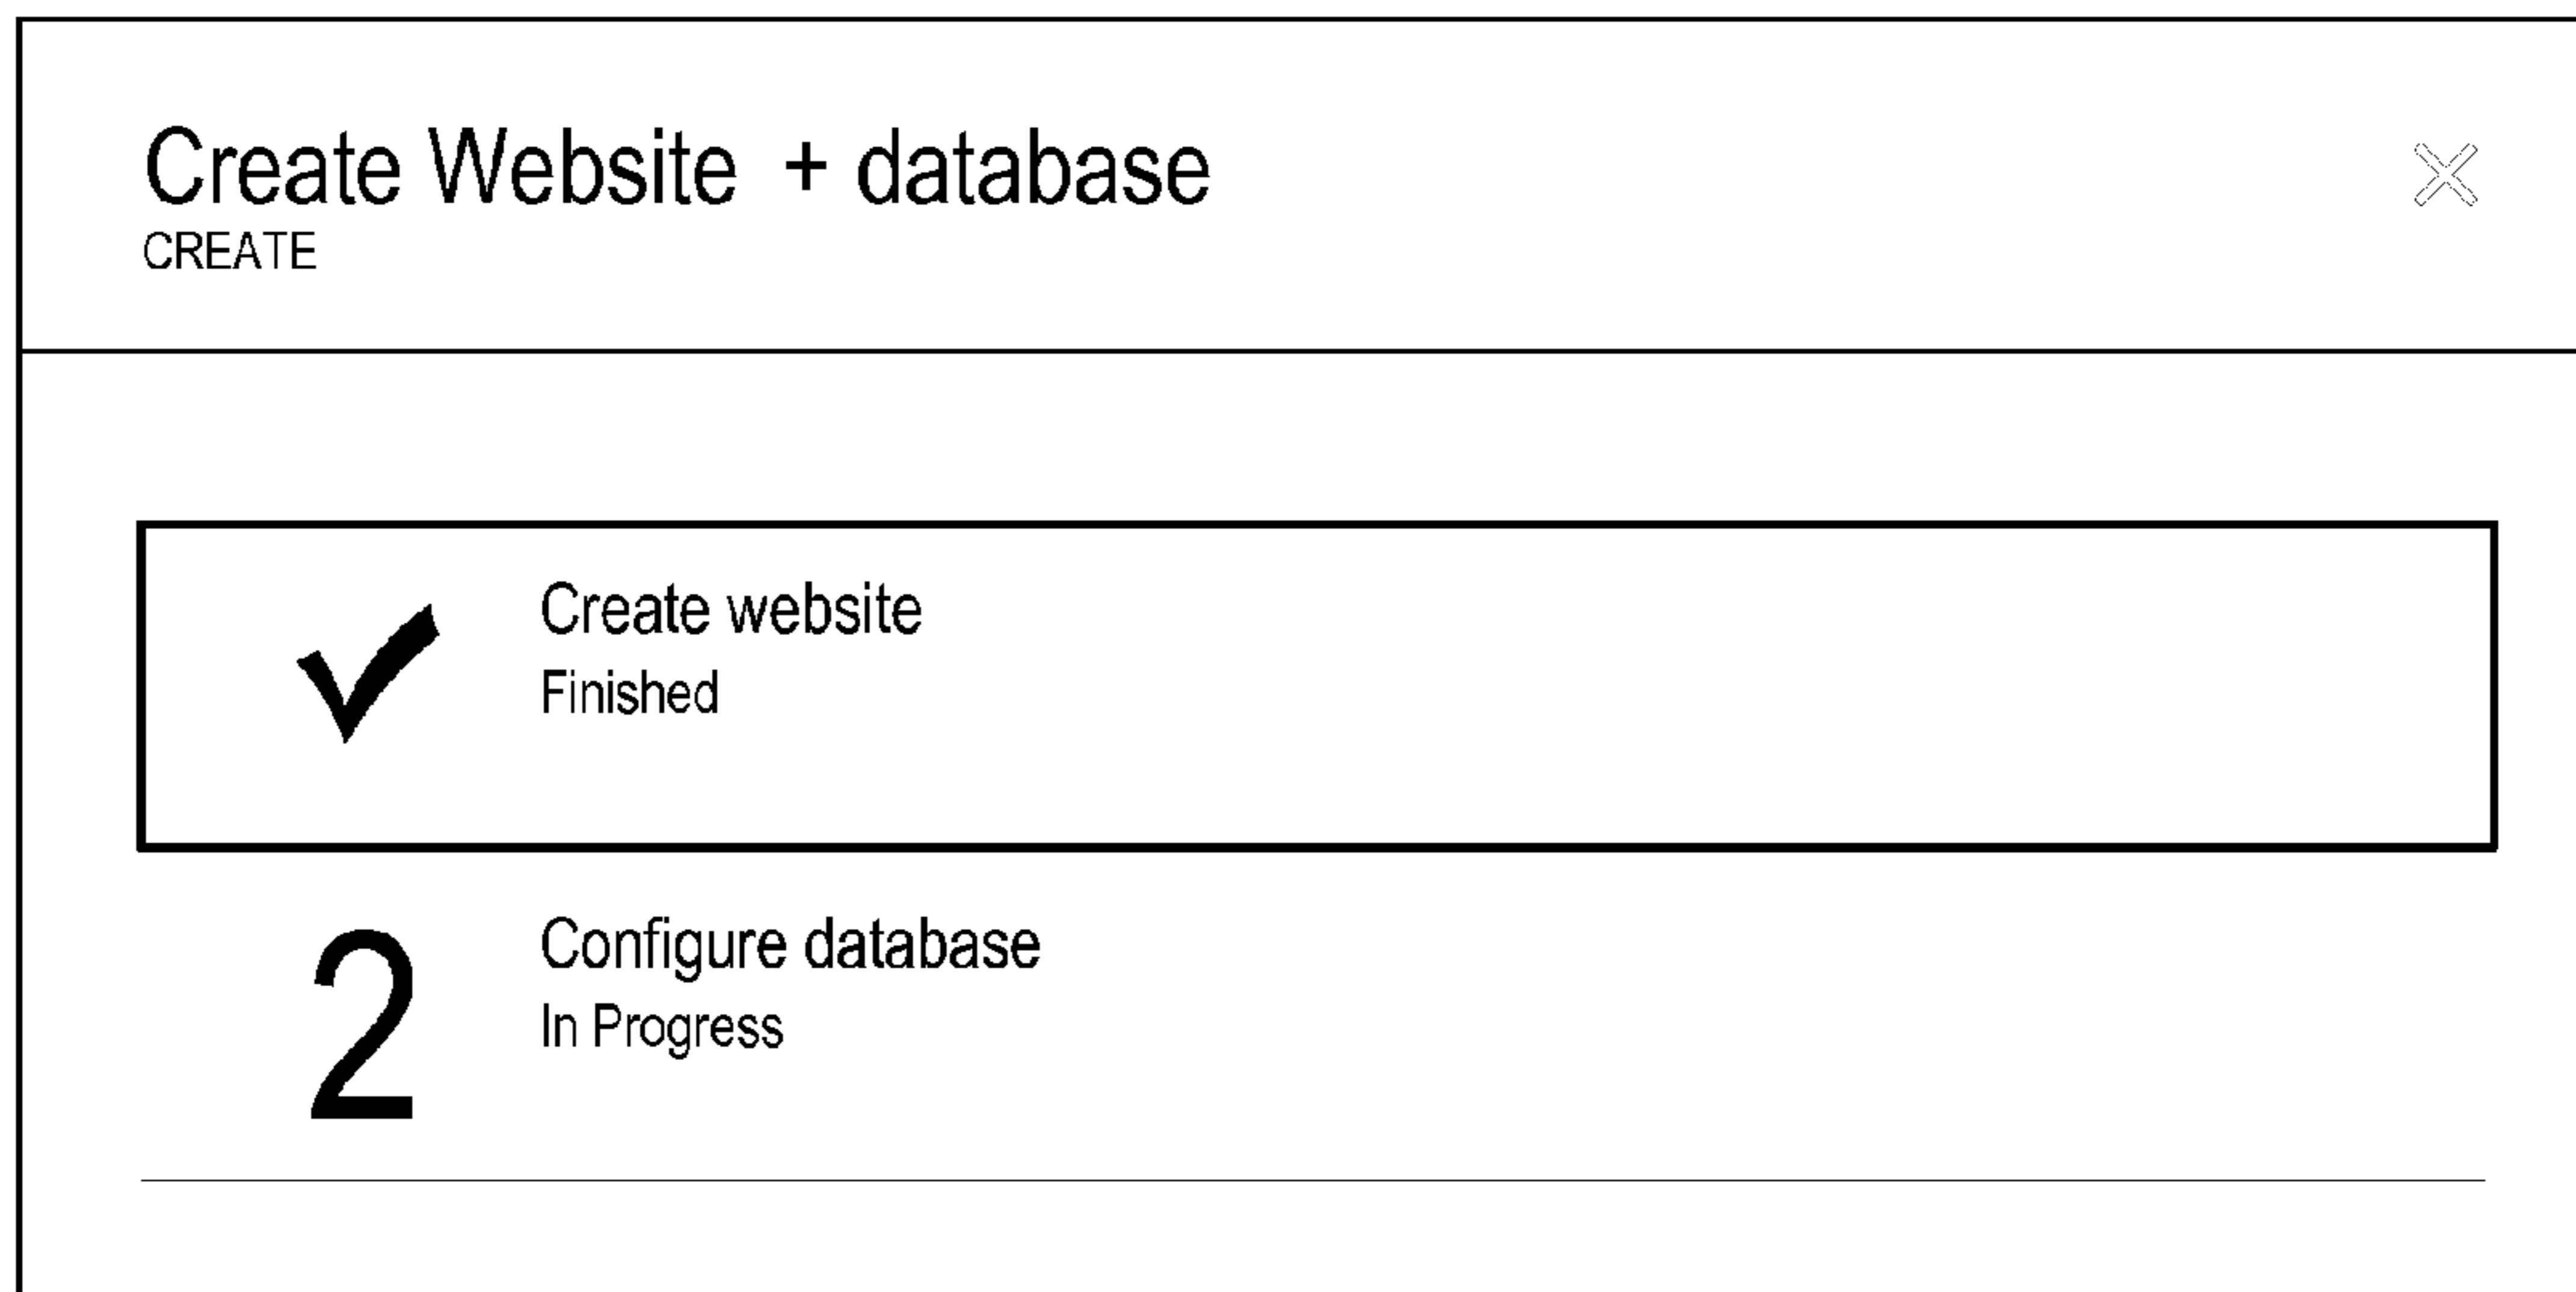 Create Website + database
CREATE
Create website
Finished
2
Configure database
In Progress